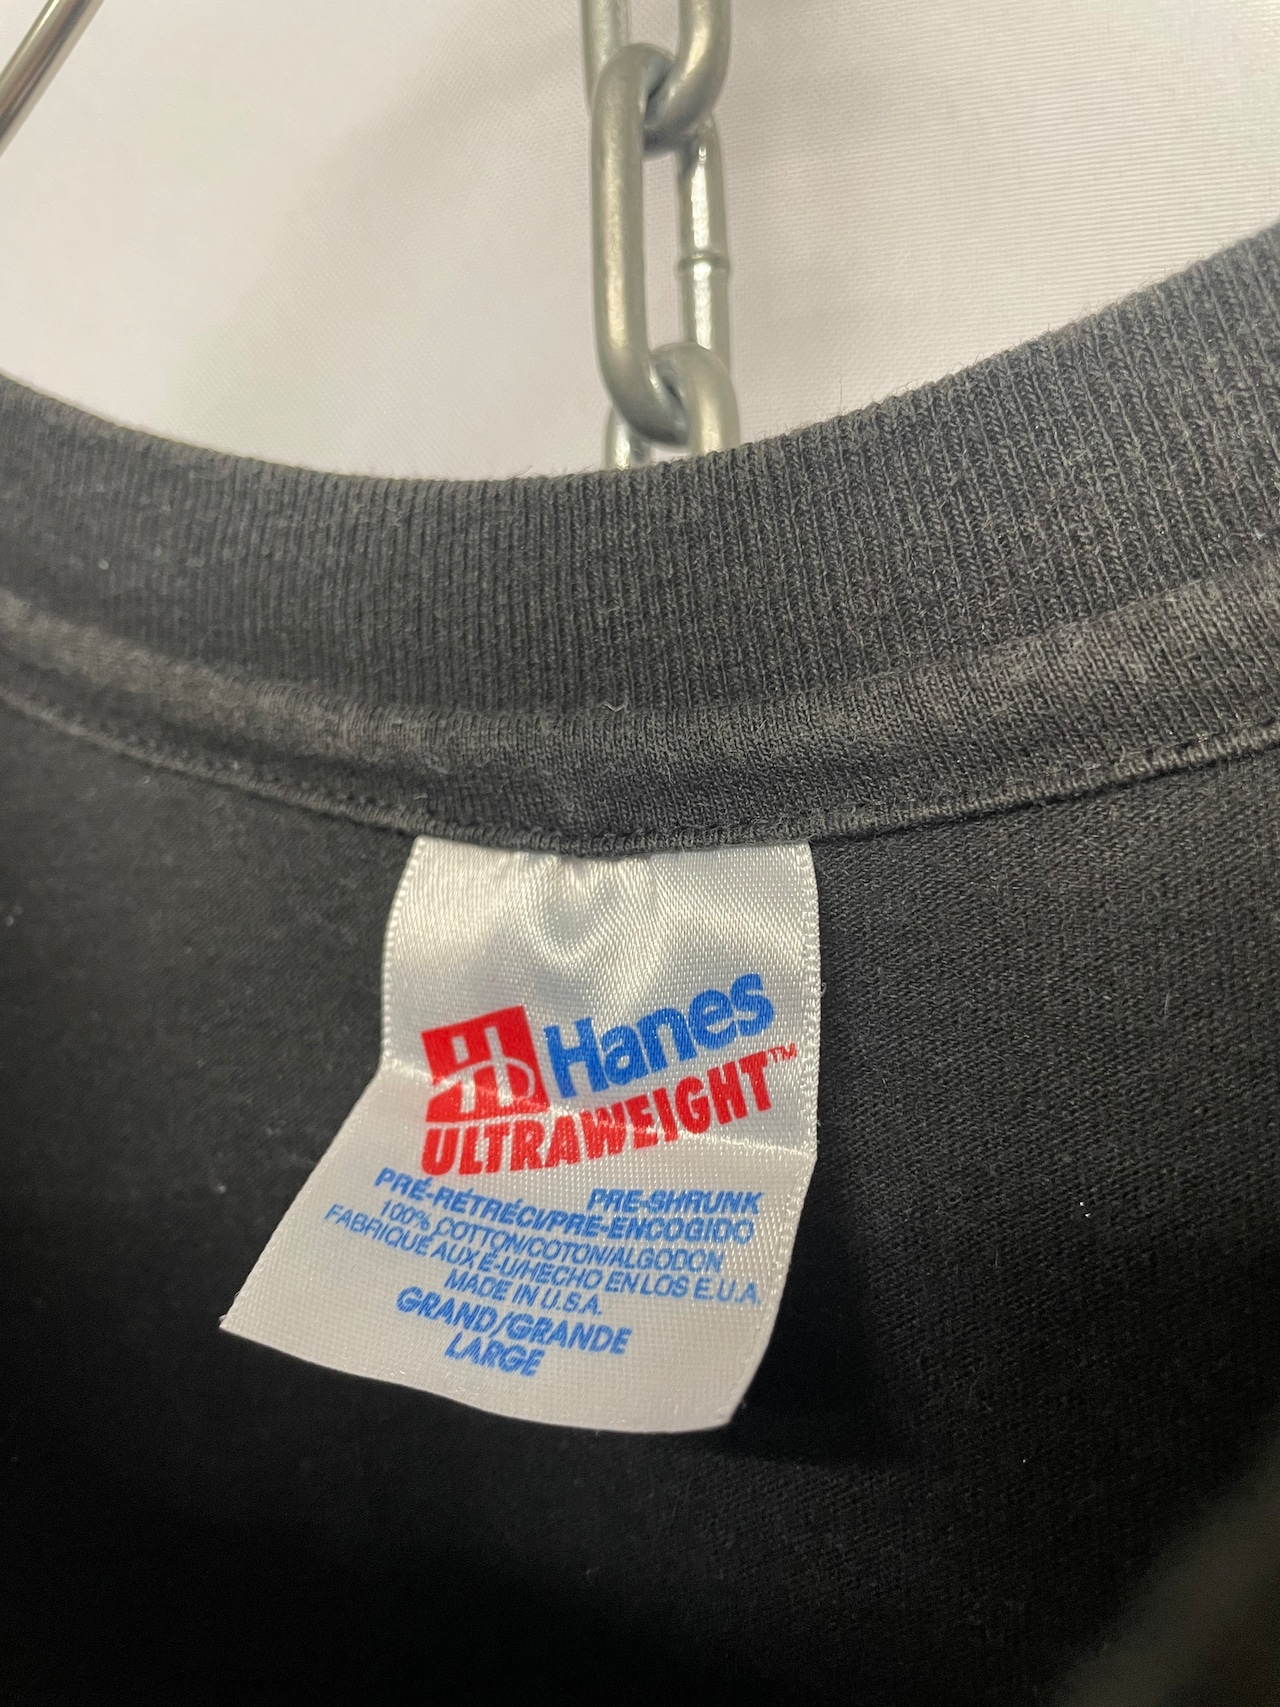 Hanes
ULTRAWEIGHT™
PRE-SHRUNK
PRÉ-RÉTRÉCI/PRE-ENCOGIDO
100% COTTON/COTON/ALGODON
FABRIQUÉ AUX É-U/HECHO EN LOS E.U.A.
MADE IN U.S.A.
GRAND/GRANDE
LARGE